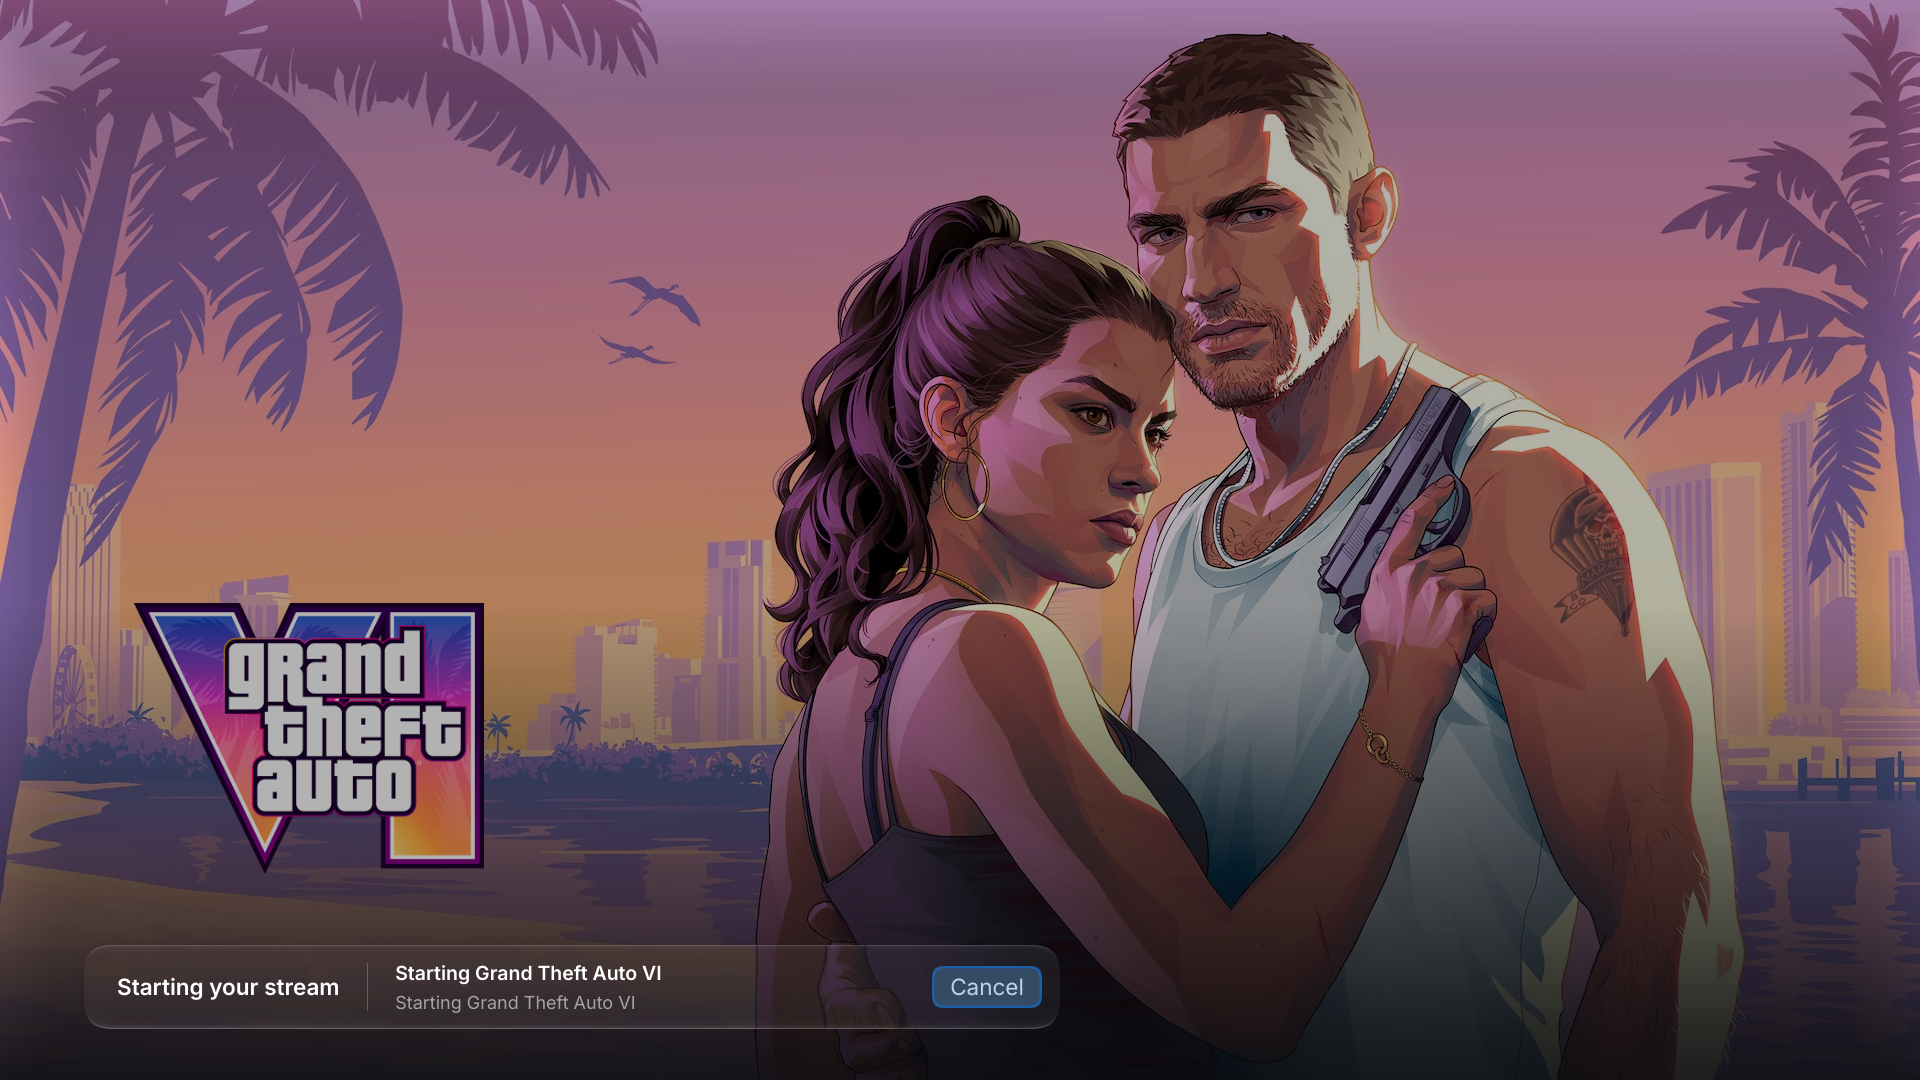 VI
grand
theft
auto
Starting your stream
Starting Grand Theft Auto VI
Starting Grand Theft Auto VI
Cancel